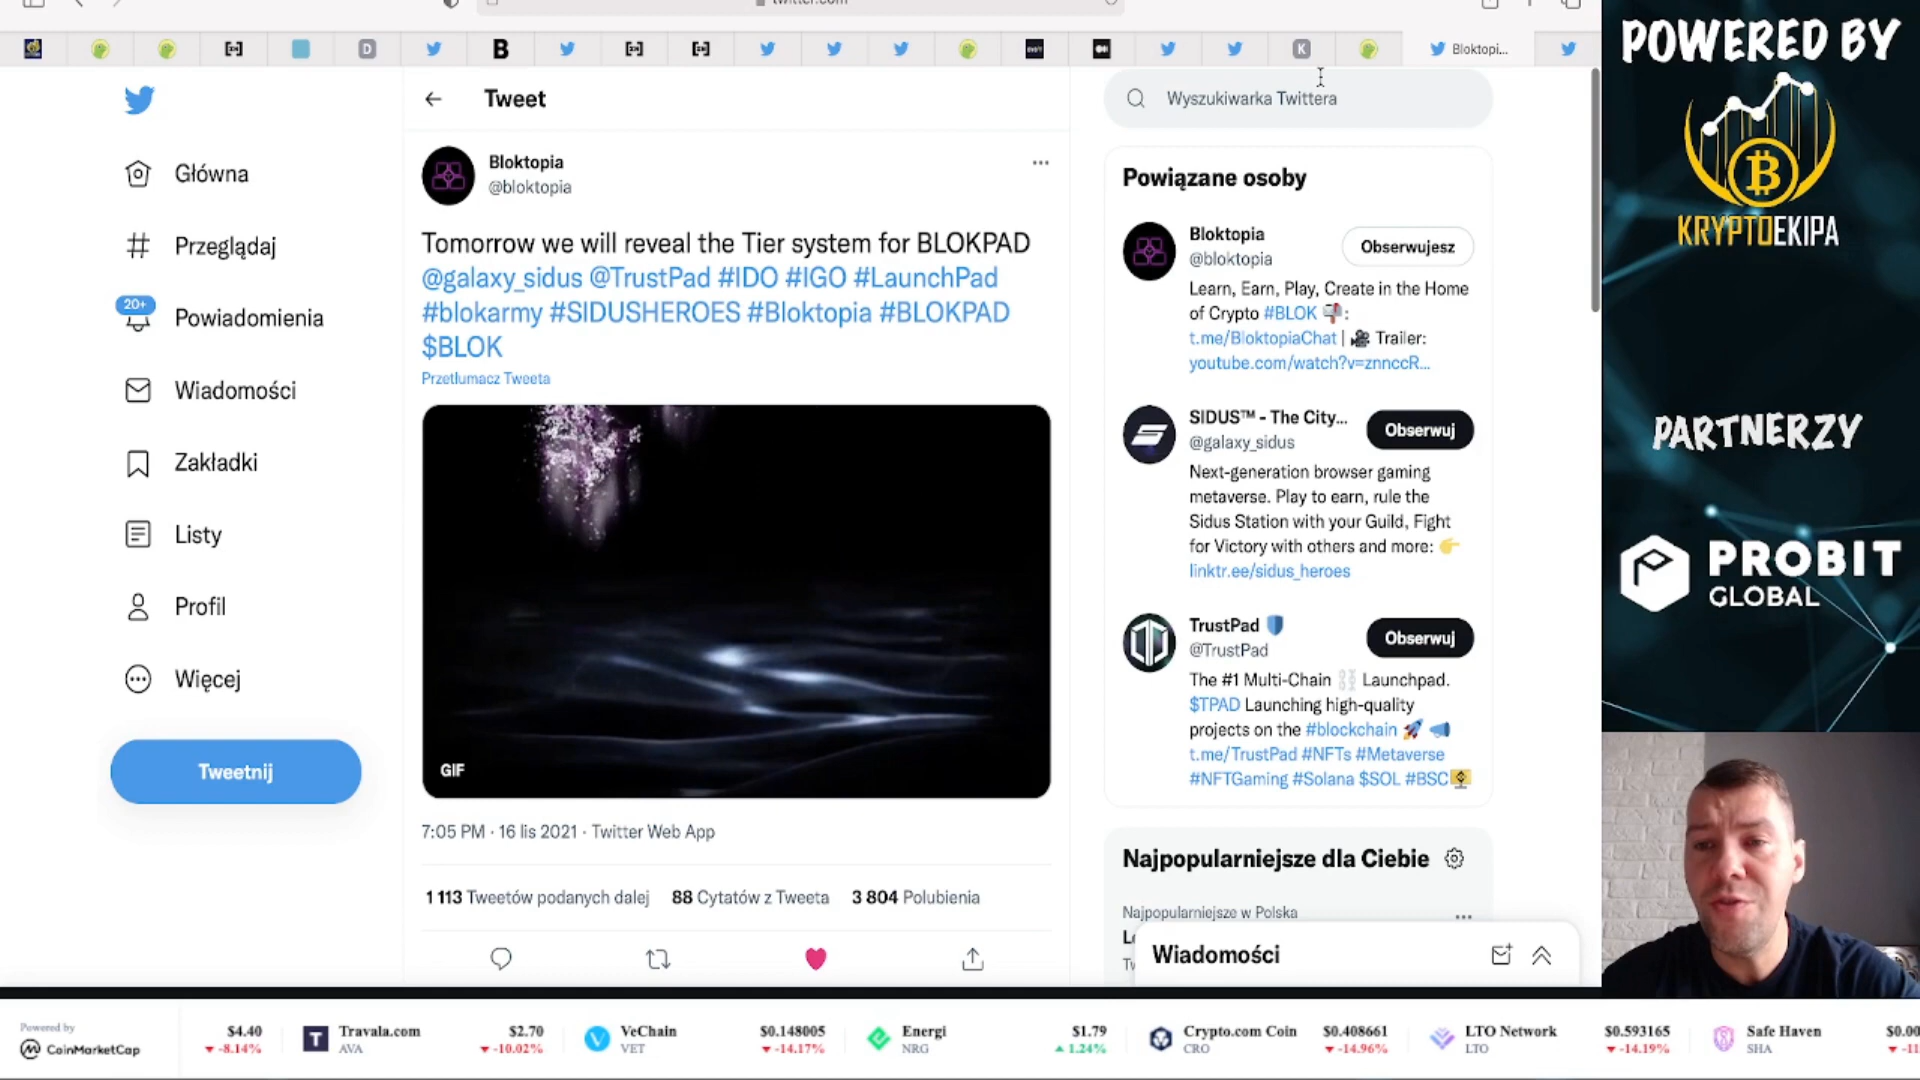 twitter.com
Bloktopi...
Tweet
Wyszukiwarka Twittera
Główna
Przeglądaj
20+
Powiadomienia
Wiadomości
Zakładki
Listy
Profil
Więcej
Tweetnij
Bloktopia
@bloktopia
Tomorrow we will reveal the Tier system for BLOKPAD
@galaxy_sidus @TrustPad #IDO #IGO #LaunchPad
#blokarmy #SIDUSHEROES #Bloktopia #BLOKPAD
$BLOK
Przetłumacz Tweeta
GIF
7:05 PM · 16 lis 2021 · Twitter Web App
1 113 Tweetów podanych dalej 88 Cytatów z Tweeta 3 804 Polubienia
Powiązane osoby
Bloktopia
@bloktopia
Obserwujesz
Learn, Earn, Play, Create in the Home
of Crypto #BLOK :
t.me/BloktopiaChat | Trailer:
youtube.com/watch?v=znnccR...
SIDUS™ - The City...
@galaxy_sidus
Obserwuj
Next-generation browser gaming
metaverse. Play to earn, rule the
Sidus Station with your Guild, Fight
for Victory with others and more: 👉
linktr.ee/sidus_heroes
TrustPad
@TrustPad
Obserwuj
The #1 Multi-Chain Launchpad.
$TPAD Launching high-quality
projects on the #blockchain 🚀
t.me/TrustPad #NFTs #Metaverse
#NFTGaming #Solana $SOL #BSC
Najpopularniejsze dla Ciebie
Najpopularniejsze w Polska
Wiadomości
POWERED BY
KRYPTOEKIPA
PARTNERZY
PROBIT
GLOBAL
Powered by
CoinMarketCap
$4.40
-8.14%
Travala.com
AVA
$2.70
-10.02%
VeChain
VET
$0.148005
-14.17%
Energi
NRG
$1.79
1.24%
Crypto.com Coin
CRO
$0.408661
-14.96%
LTO Network
LTO
$0.593165
-14.19%
Safe Haven
SHA